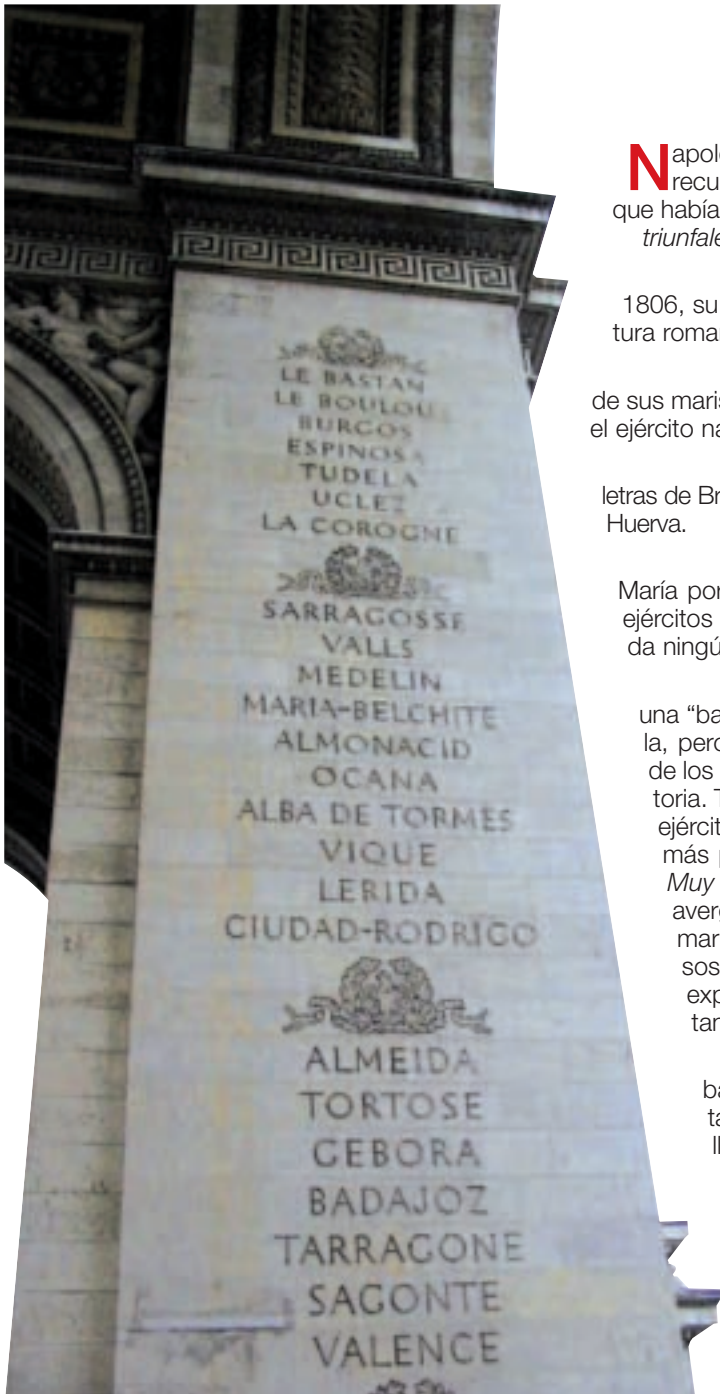 LE BASTAN
LE BOULOU
BURGOS
ESPINOSA
TUDELA
UCLEZ
LA COROGNE
SARRAGOSSE
VALLS
MEDELIN
MARIA-BELCHITE
ALMONACID
OCANA
ALBA DE TORMES
VIQUE
LERIDA
CIUDAD-RODRIGO
ALMEIDA
TORTOSE
GEBORA
BADAJOZ
TARRAGONE
SAGONTE
VALENCE
Napole
recu
que había
triunfale
1806, su
tura roma
de sus maris
el ejército na
letras de Br
Huerva.
María por
ejércitos
da ningú
una “ba
la, perc
de los
toria. T
ejércit
más p
Muy
averg
mar
sos
exp
tar
ba
ta
ll